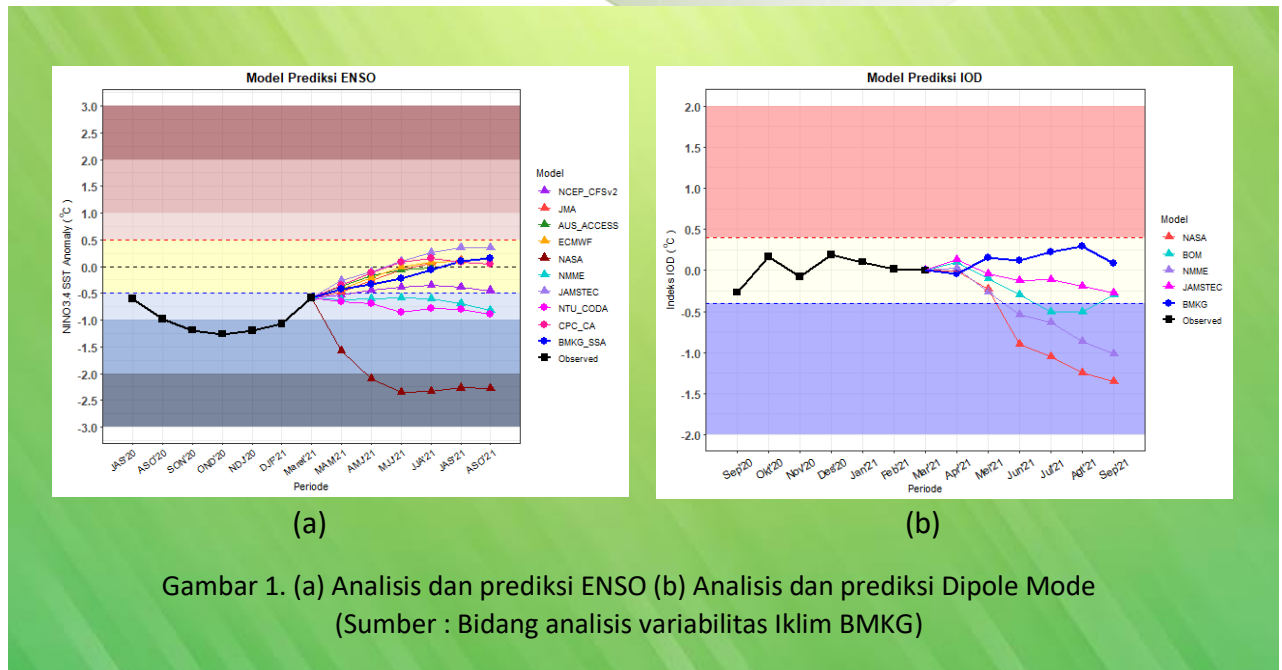 Model Prediksi ENSO
NINO3.4 SST Anomaly (°C)
3.0
2.5
2.0
1.5
1.0
0.5
0.0
-0.5
-1.0
-1.5
-2.0
-2.5
-3.0
JAS'20 ASO'20 SON'20 OND'20 NDJ'20 DJF'21 Maret'21 MAM'21 AMJ'21 MJJ'21 JJA'21 JAS'21 ASO'21
Periode
Model
NCEP_CFSv2
JMA
AUS_ACCESS
ECMWF
NASA
NMME
JAMSTEC
NTU_CODA
CPC_CA
BMKG_SSA
Observed
(a)
Model Prediksi IOD
Indeks IOD (°C)
2.0
1.5
1.0
0.5
0.0
-0.5
-1.0
-1.5
-2.0
Sep'20 Okt'20 Nov'20 Des'20 Jan'21 Feb'21 Mar'21 Apr'21 Mei'21 Jun'21 Jul'21 Agt'21 Sep'21
Periode
Model
NASA
BOM
NMME
JAMSTEC
BMKG
Observed
(b)
Gambar 1. (a) Analisis dan prediksi ENSO (b) Analisis dan prediksi Dipole Mode
(Sumber : Bidang analisis variabilitas Iklim BMKG)